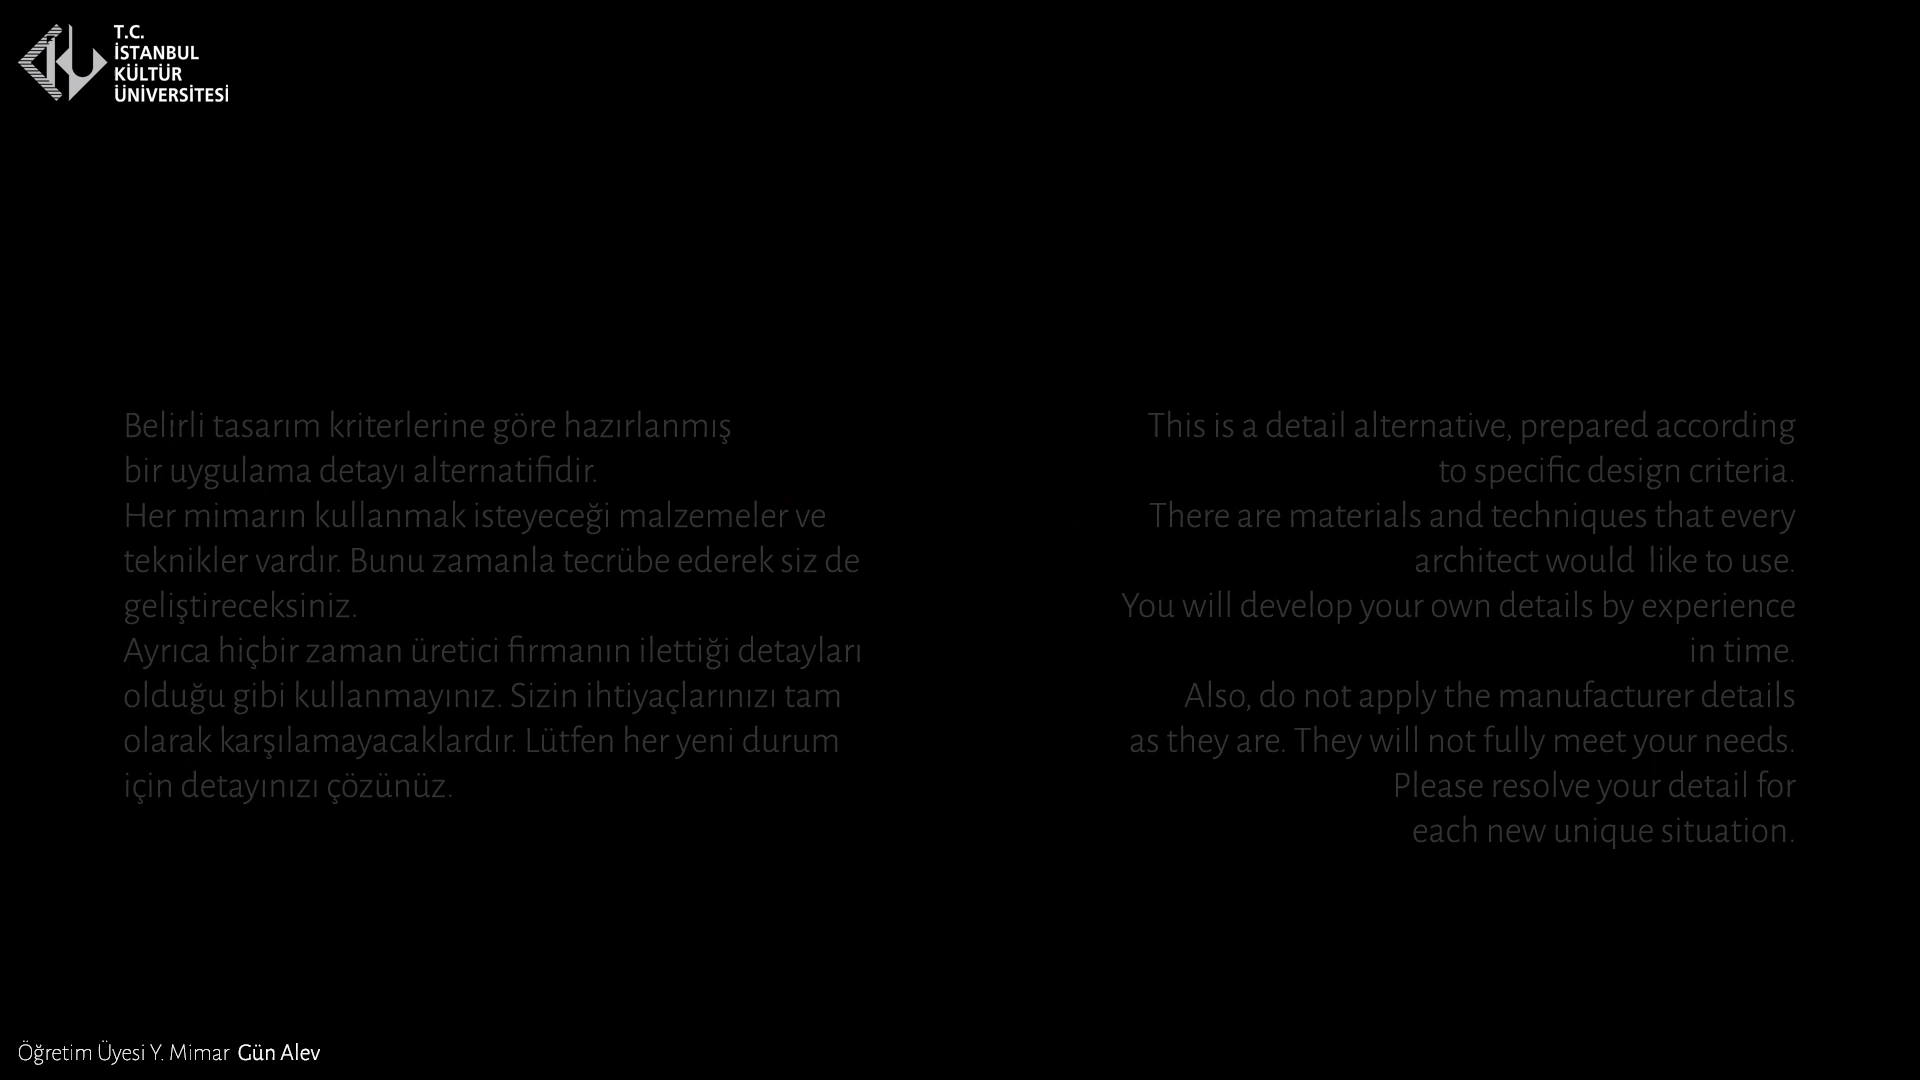 T.C.
İSTANBUL
KÜLTÜR
ÜNİVERSİTESİ
Belirli tasarım kriterlerine göre hazırlanmış
bir uygulama detayı alternatifidir.
Her mimarın kullanmak isteyeceği malzemeler ve
teknikler vardır. Bunu zamanla tecrübe ederek siz de
geliştireceksiniz.
Ayrıca hiçbir zaman üretici firmanın ilettiği detayları
olduğu gibi kullanmayınız. Sizin ihtiyaçlarınızı tam
olarak karşılamayacaklardır. Lütfen her yeni durum
için detayınızı çözünüz.
This is a detail alternative, prepared according
to specific design criteria.
There are materials and techniques that every
architect would  like to use.
You will develop your own details by experience
in time.
Also, do not apply the manufacturer details
as they are. They will not fully meet your needs.
Please resolve your detail for
each new unique situation.
Öğretim Üyesi Y. Mimar Gün Alev